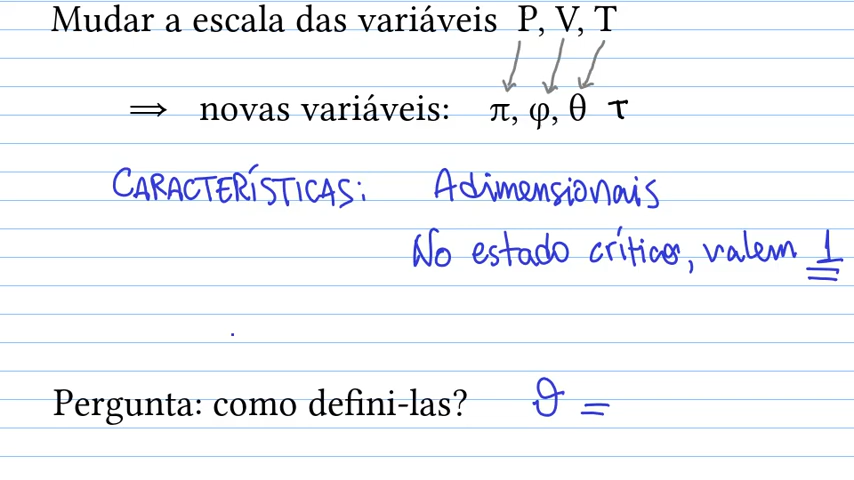 Mudar a escala das variáveis P, V, T
⟹ novas variáveis: π, φ, θ τ
CARACTERÍSTICAS: Adimensionais
No estado crítico, valem 1
Pergunta: como defini-las? ϑ =